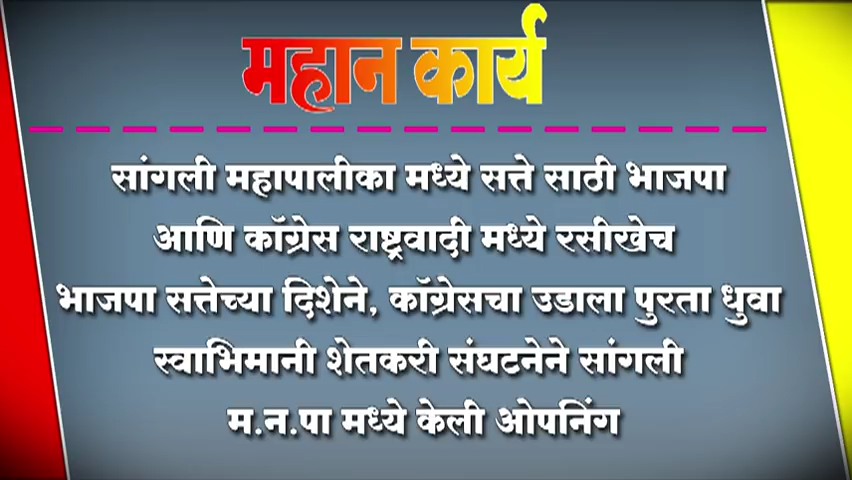 महान कार्य
सांगली महापालीका मध्ये सत्ते साठी भाजपा
आणि कॉग्रेस राष्ट्रवादी मध्ये रसीखेच
भाजपा सत्तेच्या दिशेने, कॉग्रेसचा उडाला पुरता धुवा
स्वाभिमानी शेतकरी संघटनेने सांगली
म.न.पा मध्ये केली ओपनिंग